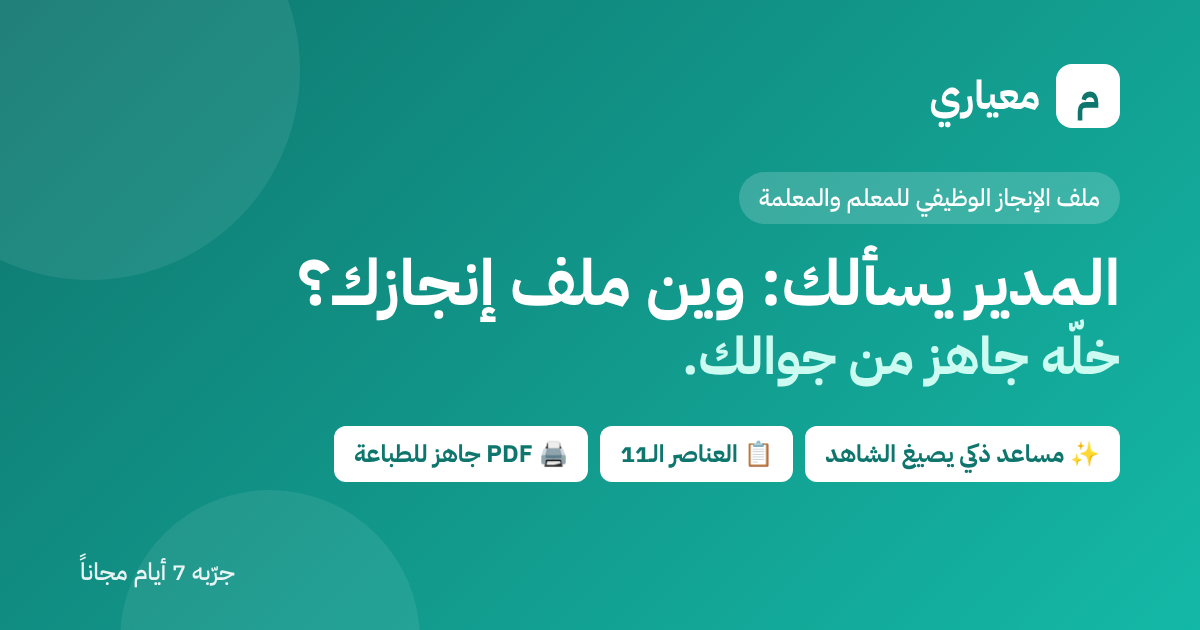 م معياري
ملف الإنجاز الوظيفي للمعلم والمعلمة
المدير يسألك: وين ملف إنجازك؟
خلّه جاهز من جوالك.
✨ مساعد ذكي يصيغ الشاهد
📋 العناصر الـ11
🖨️ PDF جاهز للطباعة
جرّبه 7 أيام مجاناً